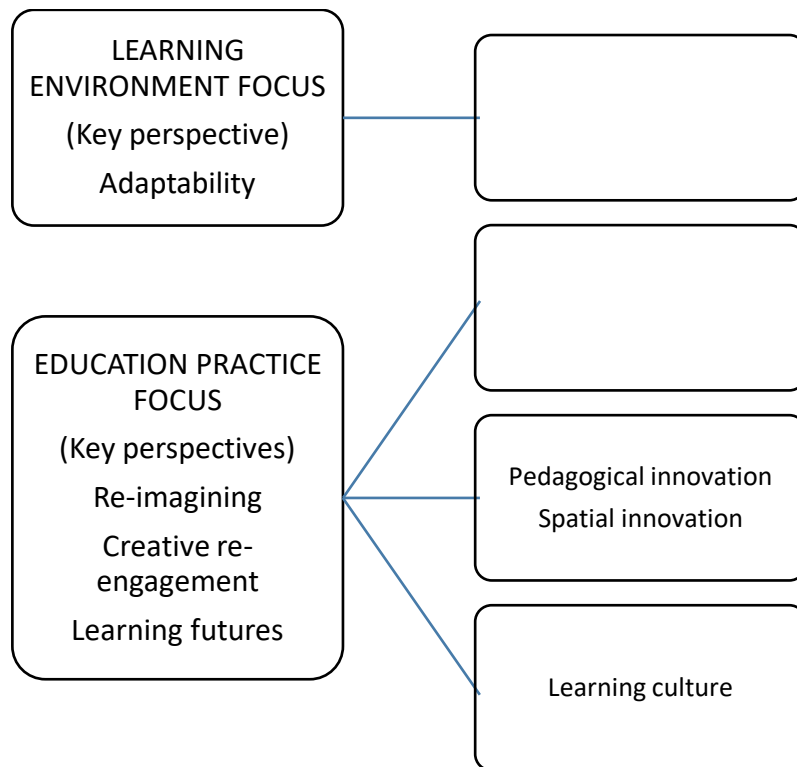 LEARNING
ENVIRONMENT FOCUS
(Key perspective)
Adaptability
EDUCATION PRACTICE
FOCUS
(Key perspectives)
Re-imagining
Creative re-
engagement
Learning futures
Pedagogical innovation
Spatial innovation
Learning culture